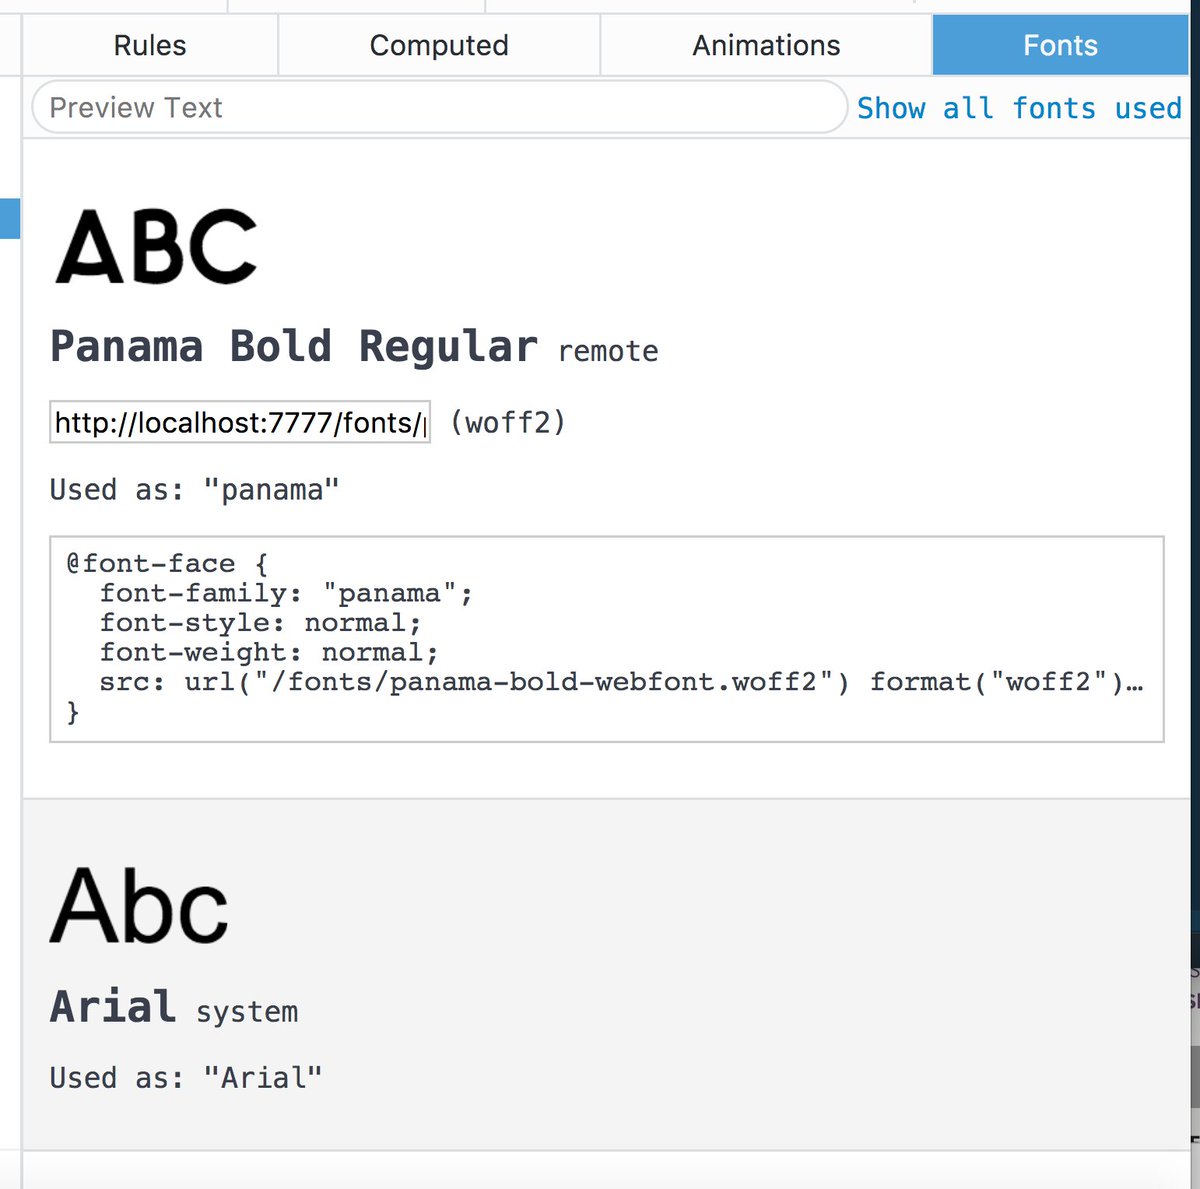 Rules Computed Animations Fonts
Preview Text Show all fonts used
ABC
Panama Bold Regular remote
http://localhost:7777/fonts/ (woff2)
Used as: "panama"
@font-face {
font-family: "panama";
font-style: normal;
font-weight: normal;
src: url("/fonts/panama-bold-webfont.woff2") format("woff2")…
}
Abc
Arial system
Used as: "Arial"